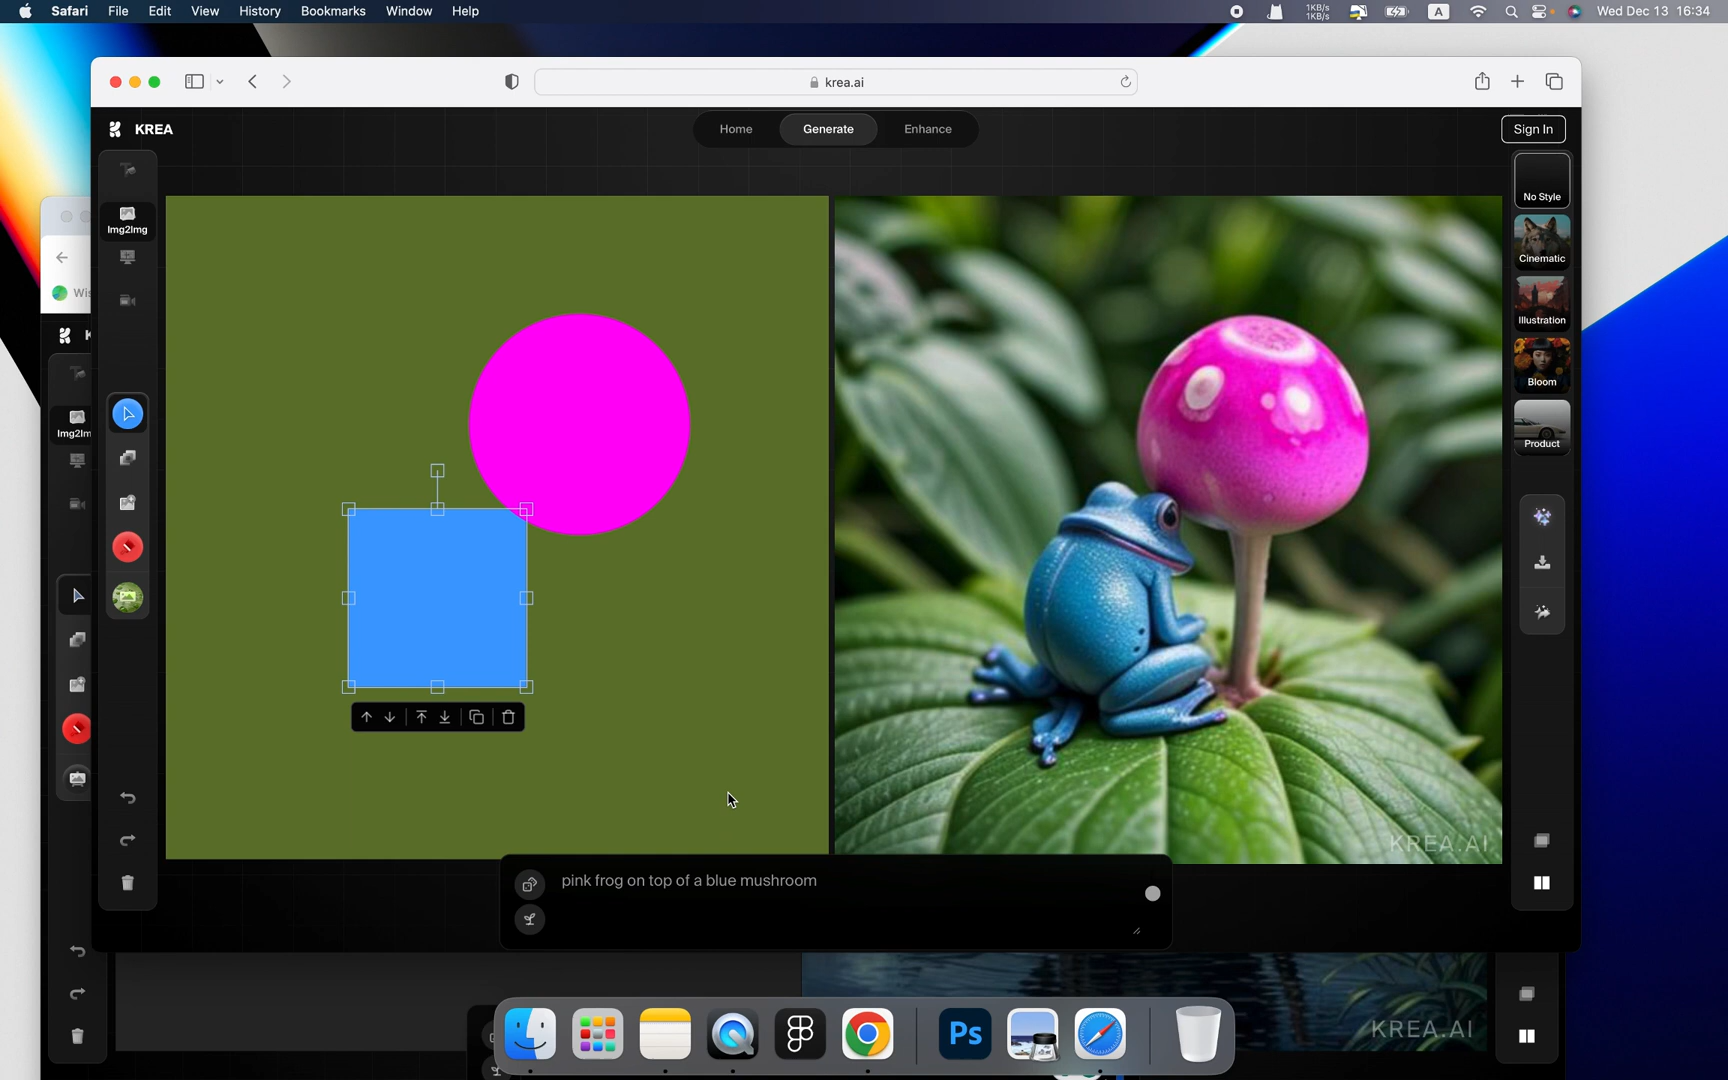 Safari File Edit View History Bookmarks Window Help
1KB/s
1KB/s
A
Wed Dec 13 16:34
krea.ai
KREA
Home Generate Enhance
Sign In
Img2Img
No Style
Cinematic
Illustration
Bloom
Product
KREA.AI
pink frog on top of a blue mushroom
KREA.AI
Ps